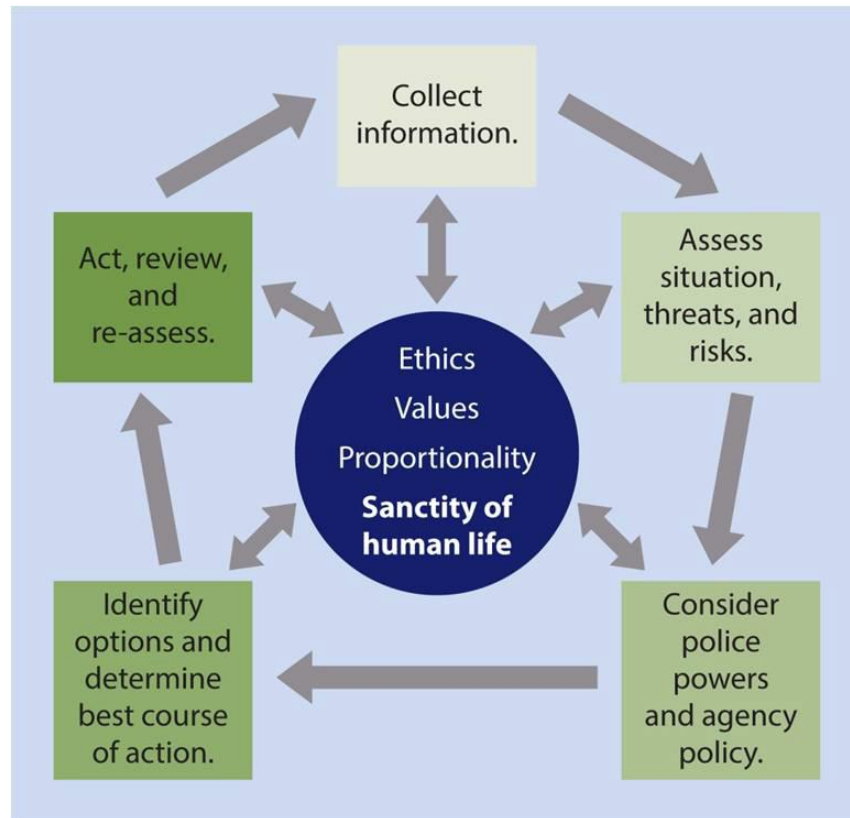 Collect
information.
Assess
situation,
threats, and
risks.
Consider
police
powers
and agency
policy.
Identify
options and
determine
best course
of action.
Act, review,
and
re-assess.
Ethics
Values
Proportionality
Sanctity of
human life